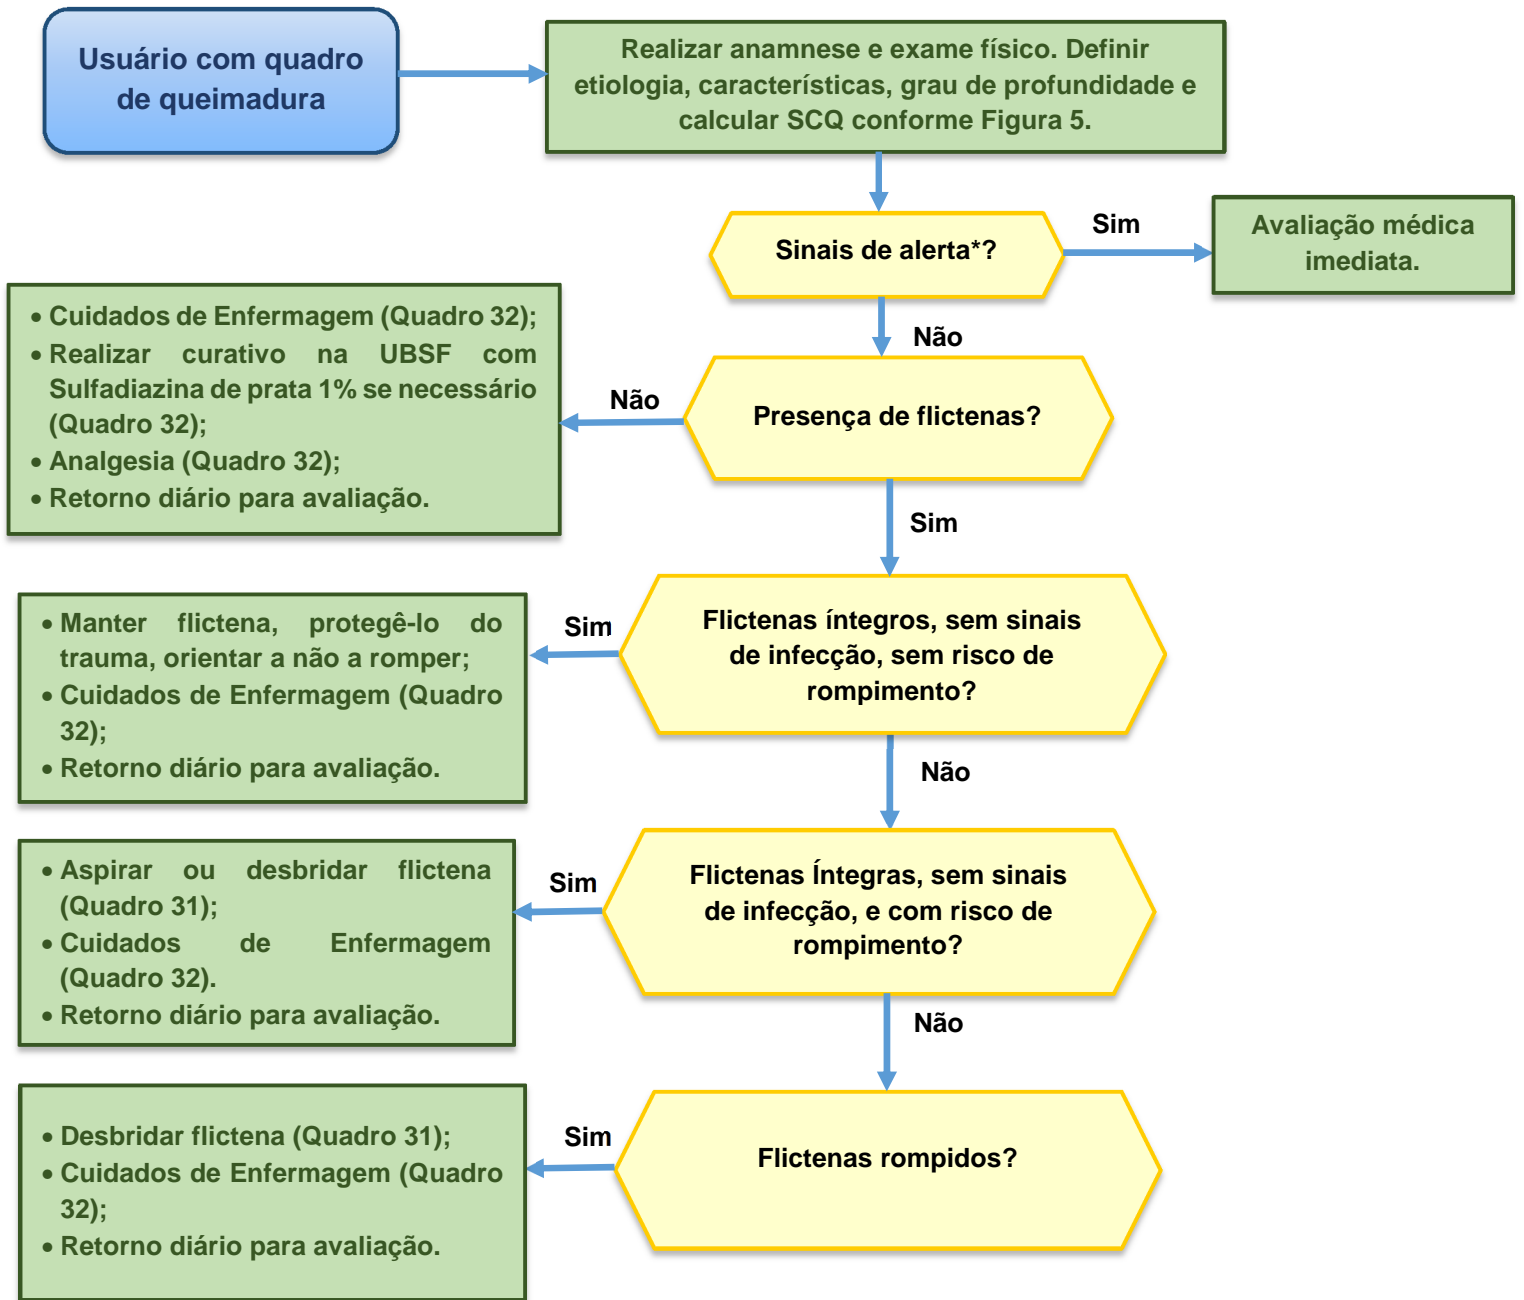 Usuário com quadro
de queimadura
Realizar anamnese e exame físico. Definir
etiologia, características, grau de profundidade e
calcular SCQ conforme Figura 5.
Sinais de alerta*?
Sim
Avaliação médica
imediata.
Não
Presença de flictenas?
Não
• Cuidados de Enfermagem (Quadro 32);
• Realizar curativo na UBSF com
Sulfadiazina de prata 1% se necessário
(Quadro 32);
• Analgesia (Quadro 32);
• Retorno diário para avaliação.
Sim
Flictenas íntegros, sem sinais
de infecção, sem risco de
rompimento?
Sim
• Manter flictena, protegê-lo do
trauma, orientar a não a romper;
• Cuidados de Enfermagem (Quadro
32);
• Retorno diário para avaliação.
Não
Flictenas Íntegras, sem sinais
de infecção, e com risco de
rompimento?
Sim
• Aspirar ou desbridar flictena
(Quadro 31);
• Cuidados de Enfermagem
(Quadro 32).
• Retorno diário para avaliação.
Não
Flictenas rompidos?
Sim
• Desbridar flictena (Quadro 31);
• Cuidados de Enfermagem (Quadro
32);
• Retorno diário para avaliação.